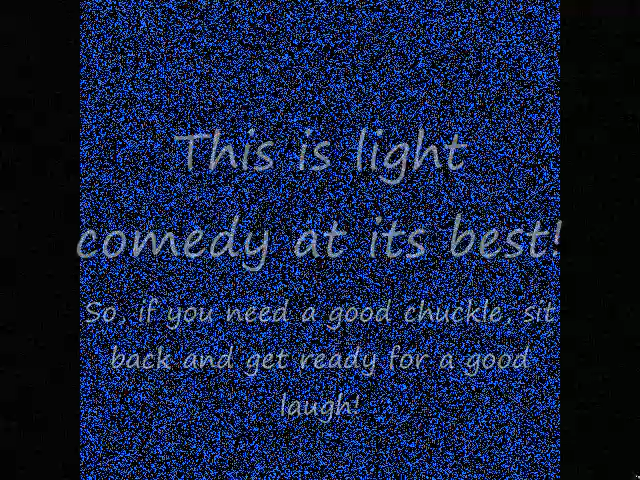 This is light
comedy at its best!
So, if you need a good chuckle, sit
back and get ready for a good
laugh!